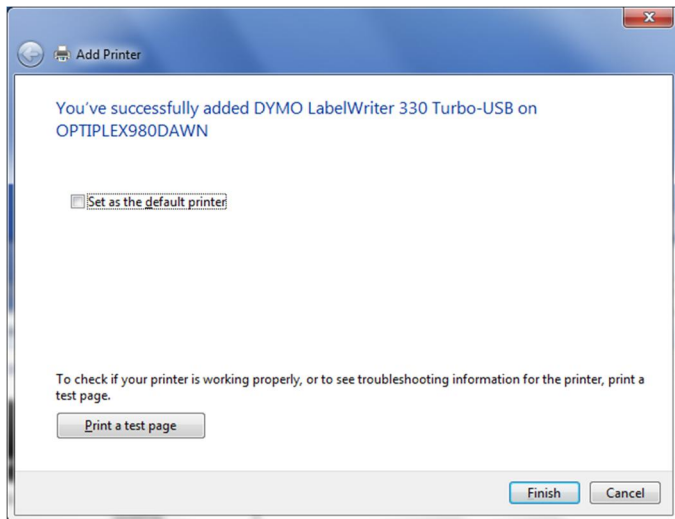 Add Printer
You've successfully added DYMO LabelWriter 330 Turbo-USB on
OPTIPLEX980DAWN
Set as the default printer
To check if your printer is working properly, or to see troubleshooting information for the printer, print a
test page.
Print a test page
Finish Cancel